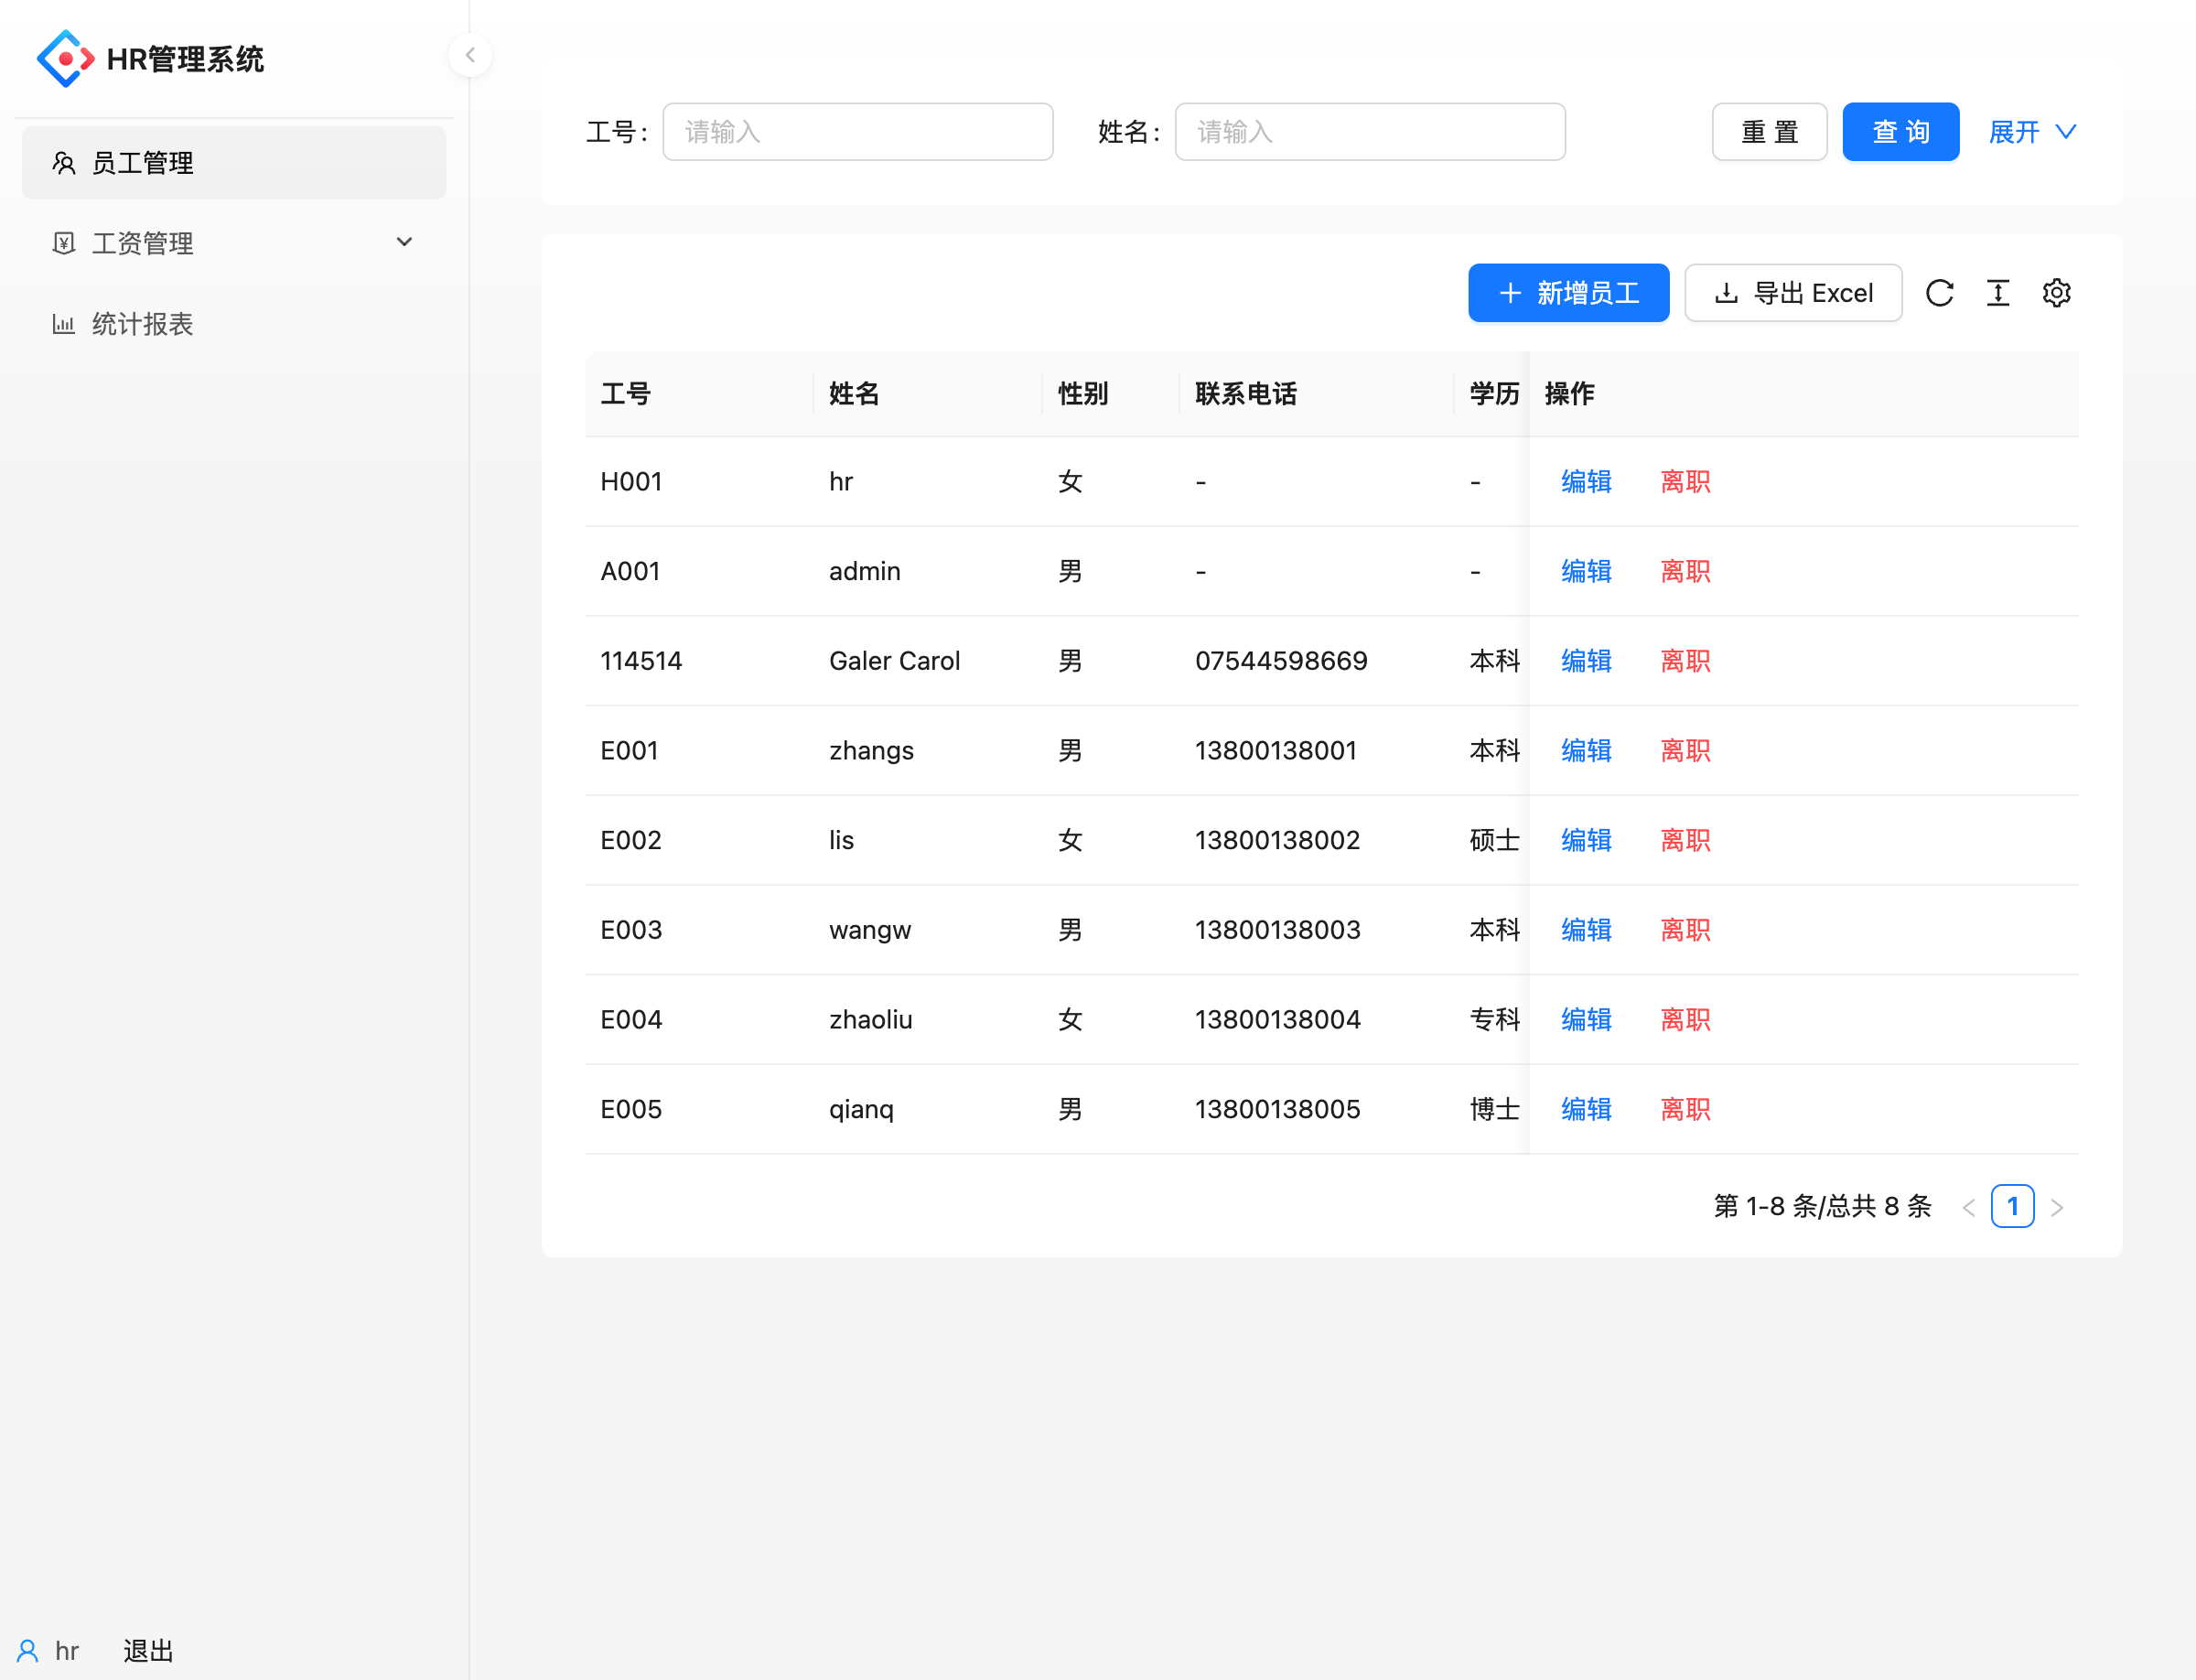 HR管理系统
员工管理
工资管理
统计报表
工号: 请输入 姓名: 请输入 重 置 查 询 展开
新增员工 导出 Excel
工号 姓名 性别 联系电话 学历 操作
H001 hr 女 - - 编辑 离职
A001 admin 男 - - 编辑 离职
114514 Galer Carol 男 07544598669 本科 编辑 离职
E001 zhangs 男 13800138001 本科 编辑 离职
E002 lis 女 13800138002 硕士 编辑 离职
E003 wangw 男 13800138003 本科 编辑 离职
E004 zhaoliu 女 13800138004 专科 编辑 离职
E005 qianq 男 13800138005 博士 编辑 离职
第 1-8 条/总共 8 条 < 1 >
hr 退出